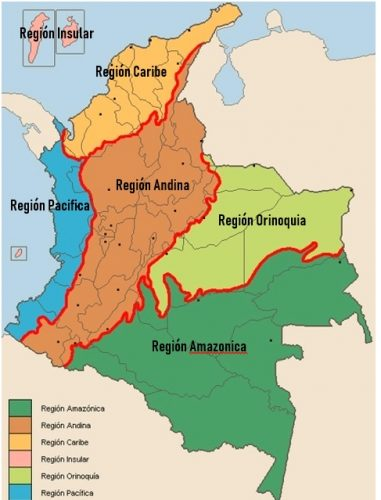 Región Insular
Región Caribe
Región Andina
Región Pacifica
Región Orinoquia
Región Amazonica
Región Amazónica
Región Andina
Región Caribe
Región Insular
Región Orinoquía
Región Pacífica